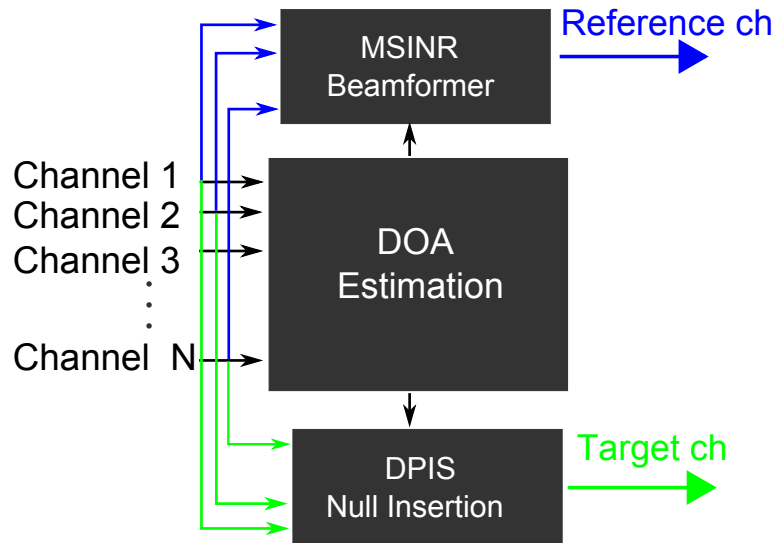 MSINR
Beamformer
Reference ch
Channel 1
Channel 2
Channel 3
Channel N
DOA
Estimation
DPIS
Null Insertion
Target ch